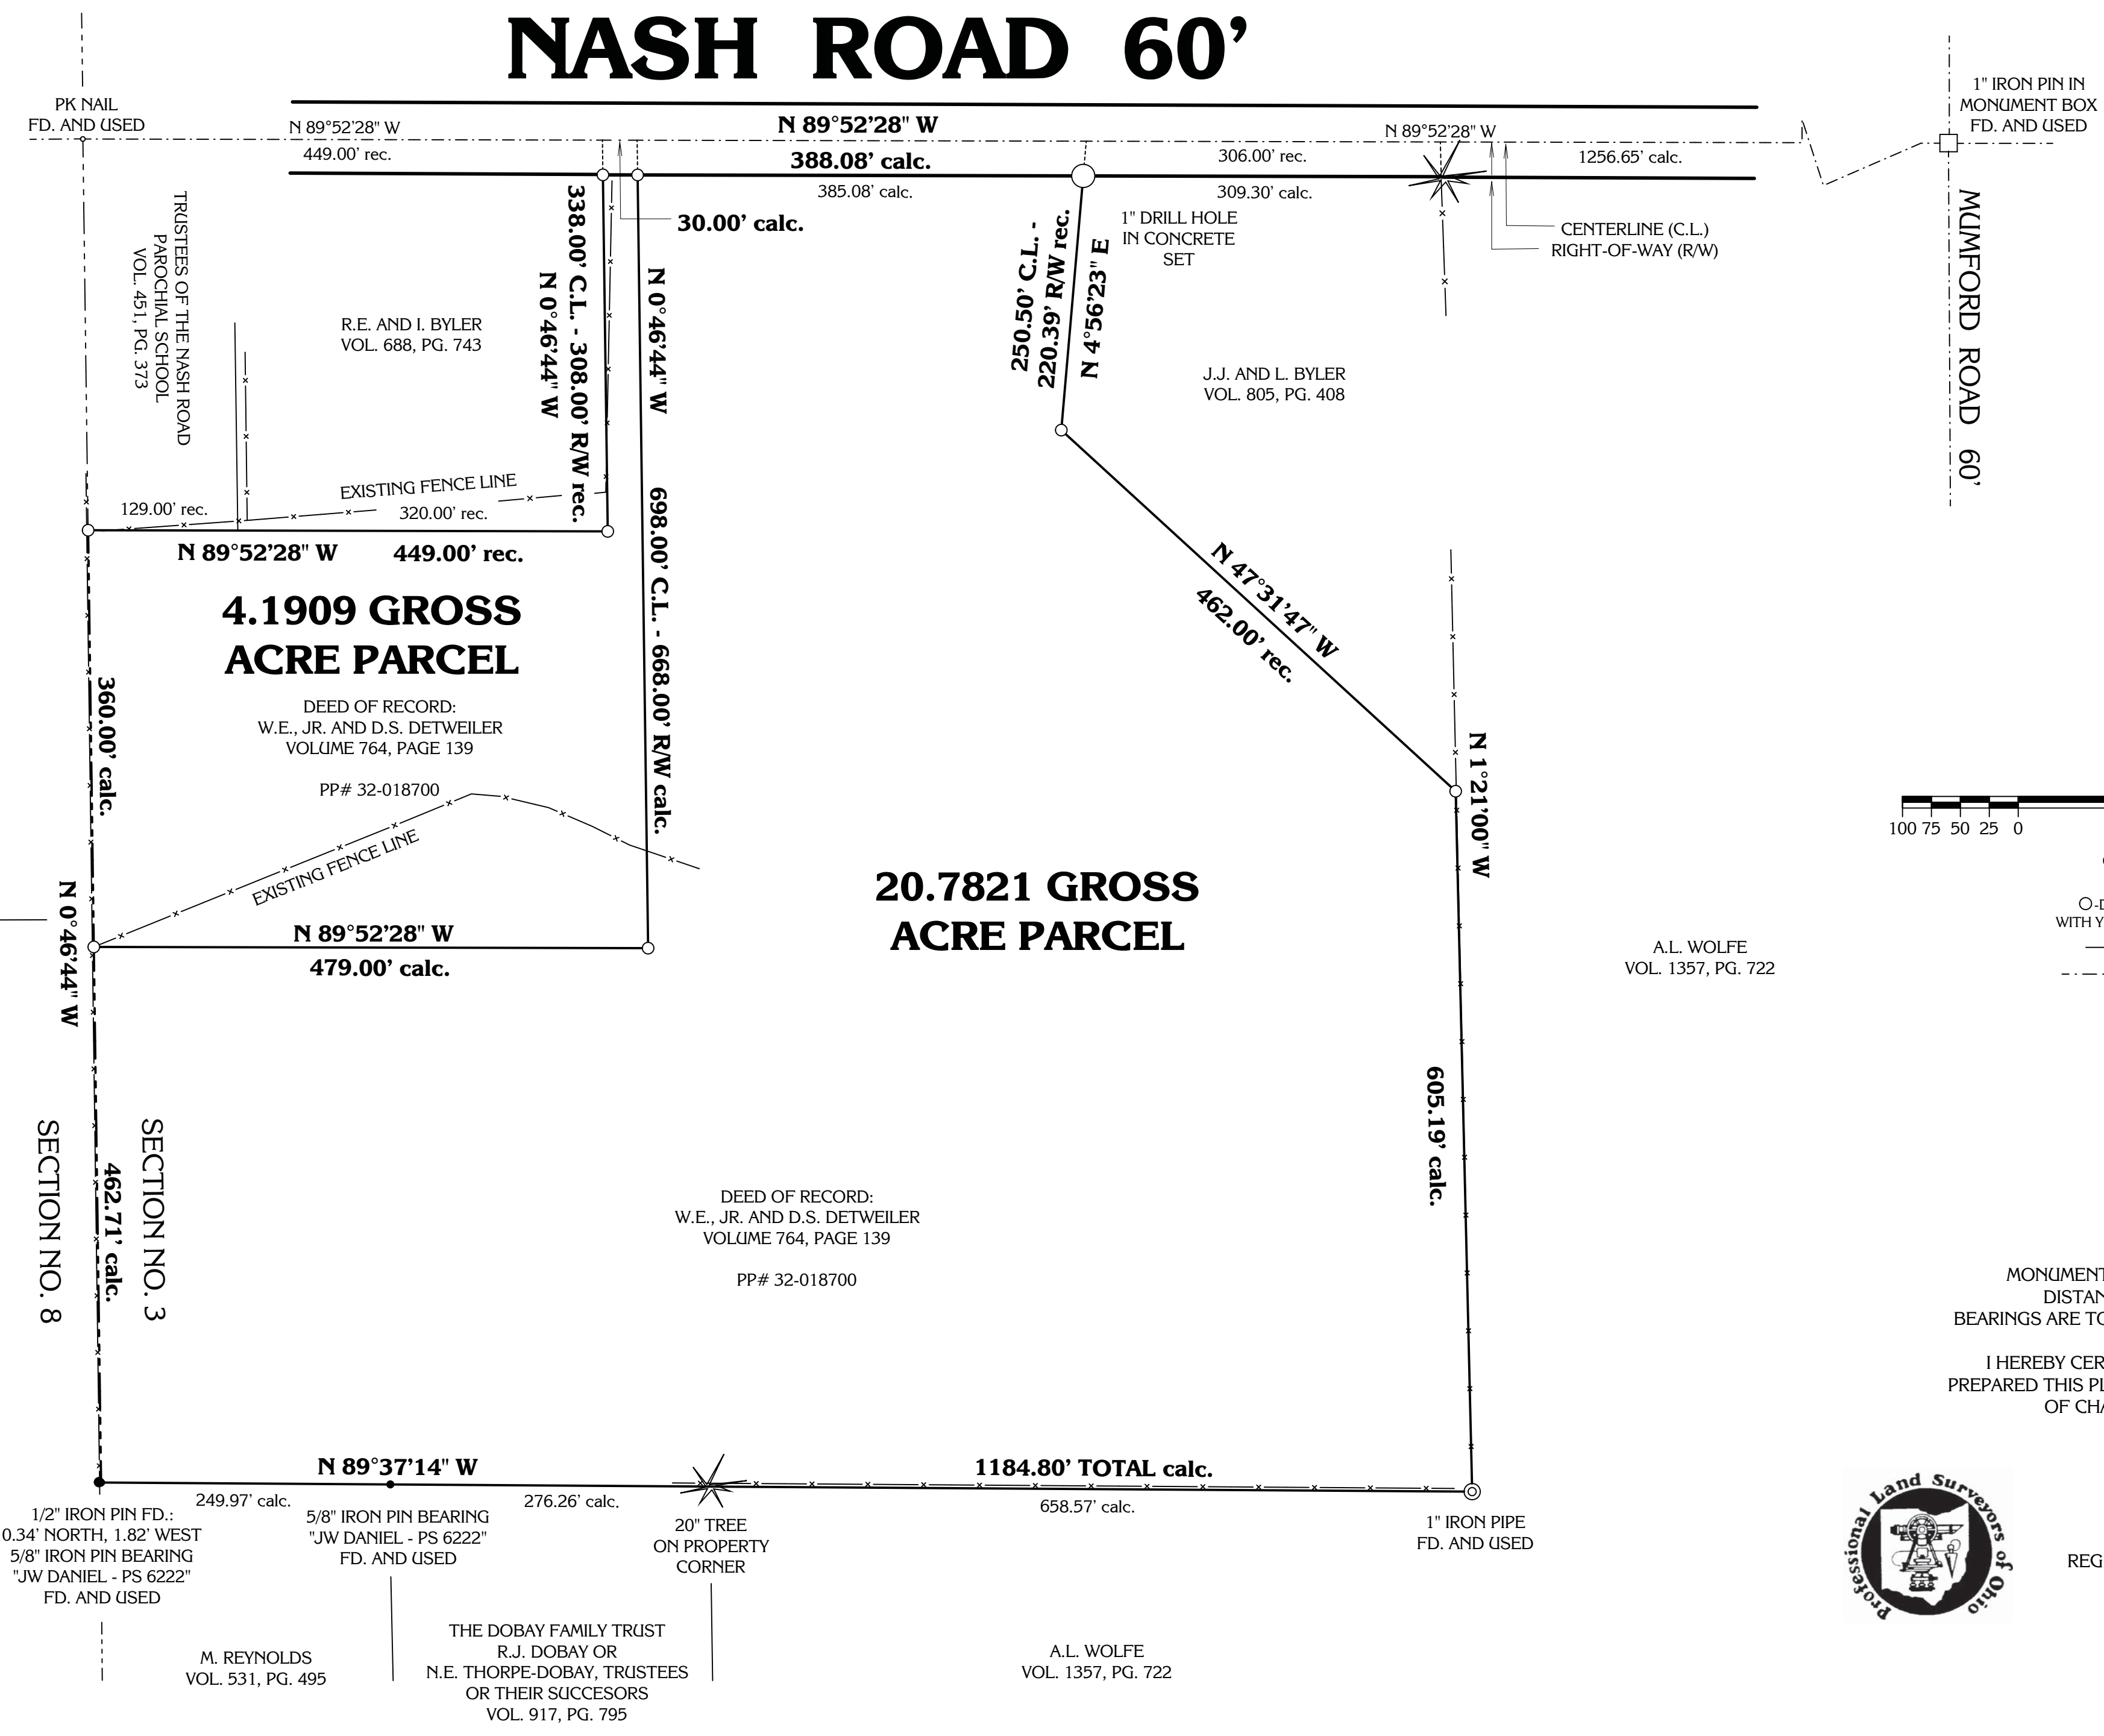 NASH ROAD 60’
PK NAIL
FD. AND USED
1" IRON PIN IN
MONUMENT BOX
FD. AND USED
N 89°52’28" W
449.00’ rec.
N 89°52’28" W
388.08’ calc.
385.08’ calc.
306.00’ rec.
309.30’ calc.
N 89°52’28" W
1256.65’ calc.
30.00’ calc.
1" DRILL HOLE
IN CONCRETE
SET
CENTERLINE (C.L.)
RIGHT-OF-WAY (R/W)
MUMFORD ROAD 60’
TRUSTEES OF THE NASH ROAD
PAROCHIAL SCHOOL
VOL. 451, PG. 373
R.E. AND I. BYLER
VOL. 688, PG. 743
338.00’ C.L. - 308.00’ R/W rec.
N 0°46’44" W
N 0°46’44" W
698.00’ C.L. - 668.00’ R/W calc.
250.50’ C.L. -
220.39’ R/W rec.
N 4°56’23" E
J.J. AND L. BYLER
VOL. 805, PG. 408
EXISTING FENCE LINE
129.00’ rec.
320.00’ rec.
N 89°52’28" W
449.00’ rec.
N 47°31’47" W
462.00’ rec.
4.1909 GROSS
ACRE PARCEL
DEED OF RECORD:
W.E., JR. AND D.S. DETWEILER
VOLUME 764, PAGE 139
PP# 32-018700
360.00’ calc.
EXISTING FENCE LINE
N 1°21’00" W
100 75 50 25 0
20.7821 GROSS
ACRE PARCEL
N 0°46’44" W
N 89°52’28" W
479.00’ calc.
A.L. WOLFE
VOL. 1357, PG. 722
WITH Y
605.19’ calc.
SECTION NO. 8
SECTION NO. 3
462.71’ calc.
DEED OF RECORD:
W.E., JR. AND D.S. DETWEILER
VOLUME 764, PAGE 139
PP# 32-018700
MONUMENT
DISTAN
BEARINGS ARE TO
I HEREBY CER
PREPARED THIS PL
OF CHA
N 89°37’14" W
1184.80’ TOTAL calc.
249.97’ calc.
276.26’ calc.
658.57’ calc.
1/2" IRON PIN FD.:
0.34’ NORTH, 1.82’ WEST
5/8" IRON PIN BEARING
"JW DANIEL - PS 6222"
FD. AND USED
5/8" IRON PIN BEARING
"JW DANIEL - PS 6222"
FD. AND USED
20" TREE
ON PROPERTY
CORNER
1" IRON PIPE
FD. AND USED
Professional Land Surveyors of Ohio
REG
M. REYNOLDS
VOL. 531, PG. 495
THE DOBAY FAMILY TRUST
R.J. DOBAY OR
N.E. THORPE-DOBAY, TRUSTEES
OR THEIR SUCCESORS
VOL. 917, PG. 795
A.L. WOLFE
VOL. 1357, PG. 722